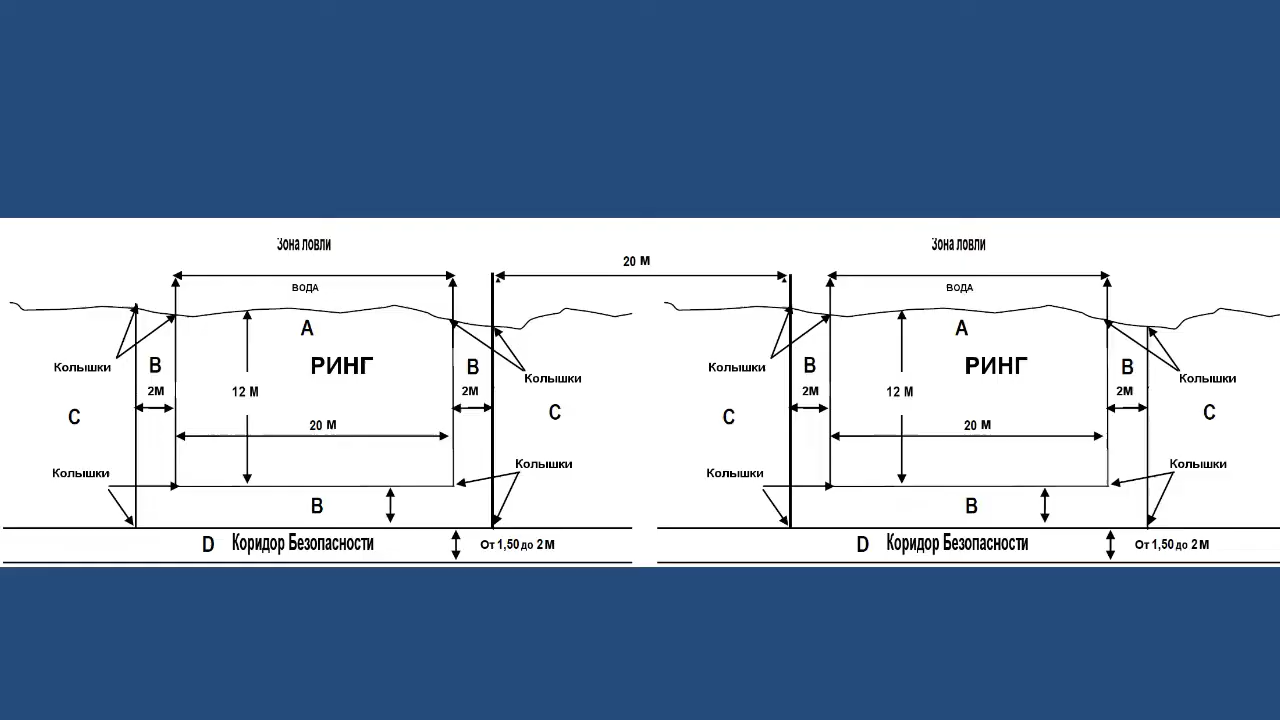 Зона ловли
Зона ловли
20 М
ВОДА
ВОДА
А
А
РИНГ
РИНГ
Колышки
В
В
Колышки
Колышки
В
В
Колышки
2М
12 М
2М
2М
12 М
2М
С
С
С
С
20 М
20 М
Колышки
Колышки
Колышки
Колышки
В
В
D Коридор Безопасности
От 1,50 до 2 М
D Коридор Безопасности
От 1,50 до 2 М